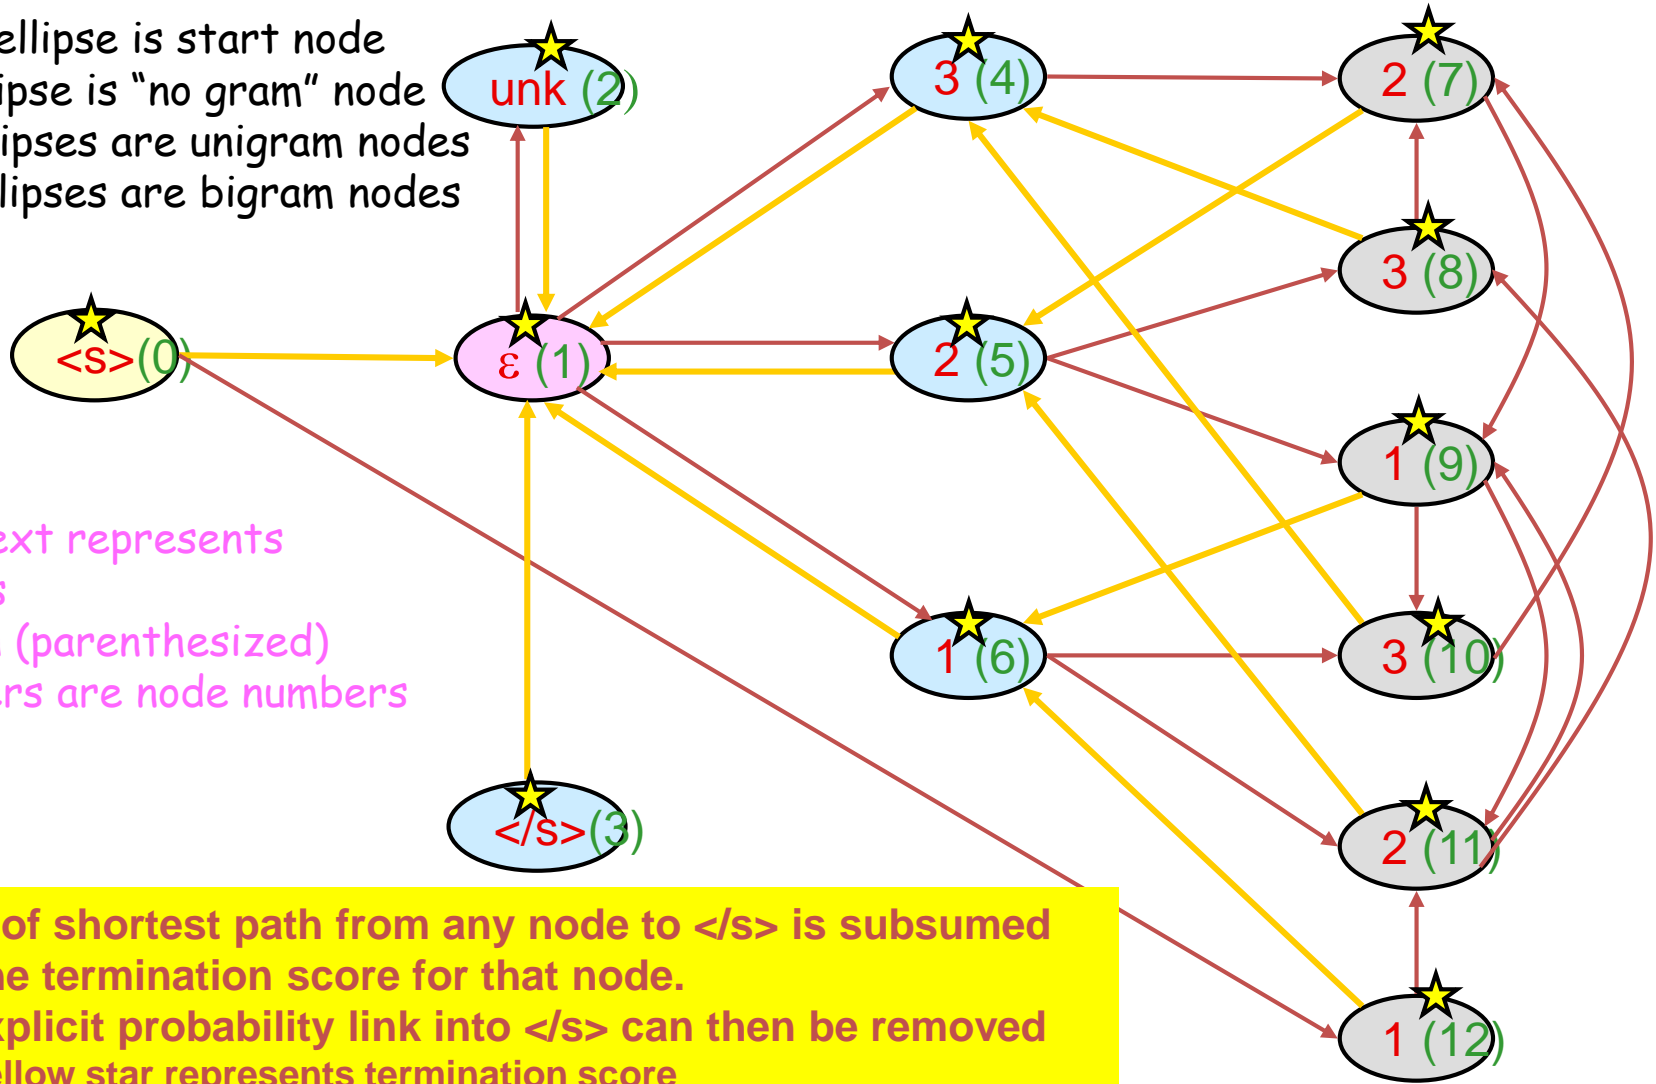 ellipse is start node
ipse is “no gram” node
ipses are unigram nodes
llipses are bigram nodes
unk (2)
3 (4)
2 (7)
3 (8)
<s>(0)
ε (1)
2 (5)
1 (9)
ext represents
s
(parenthesized)
rs are node numbers
1 (6)
3 (10)
</s>(3)
2 (11)
of shortest path from any node to </s> is subsumed
he termination score for that node.
xplicit probability link into </s> can then be removed
ellow star represents termination score
1 (12)